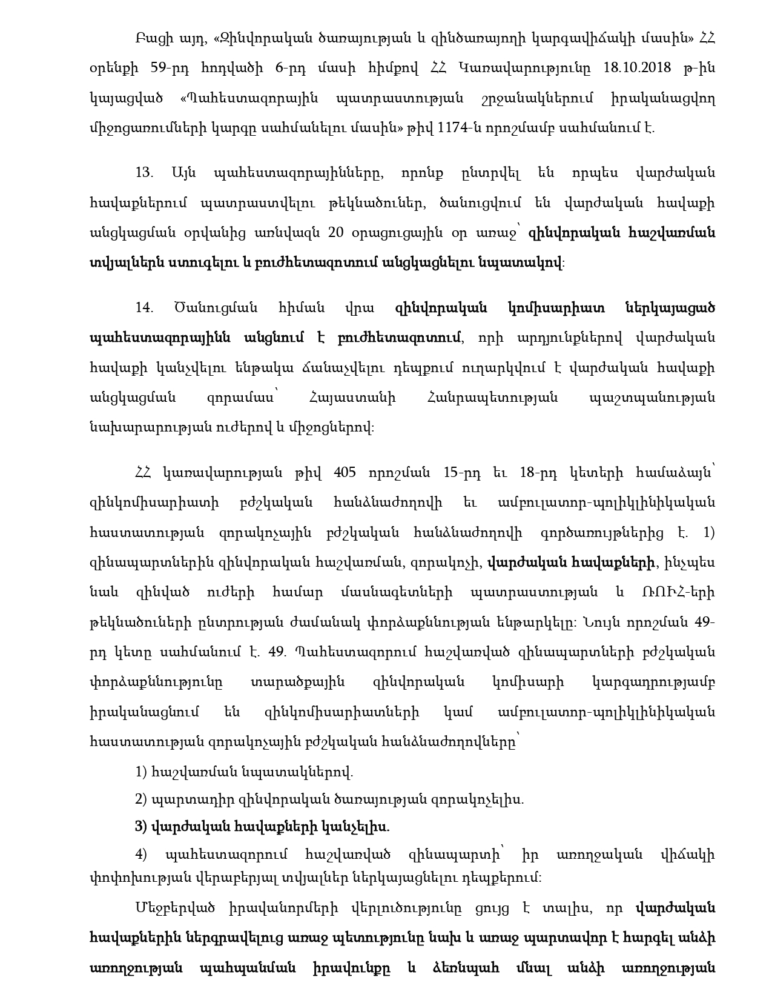 Բացի այդ, «Զինվորական ծառայության և զինծառայողի կարգավիճակի մասին» ՀՀ
օրենքի 59-րդ հոդվածի 6-րդ մասի հիմքով ՀՀ Կառավարությունը 18.10.2018 թ-ին
կայացված «Պահեստազորային պատրաստության շրջանակներում իրականացվող
միջոցառումների կարգը սահմանելու մասին» թիվ 1174-ն որոշմամբ սահմանում է.
13. Այն պահեստազորայինները, որոնք ընտրվել են որպես վարժական
հավաքներում պատրաստվելու թեկնածուներ, ծանուցվում են վարժական հավաքի
անցկացման օրվանից առնվազն 20 օրացուցային օր առաջ՝ զինվորական հաշվառման
տվյալներն ստուգելու և բուժհետազոտում անցկացնելու նպատակով:
14. Ծանուցման հիման վրա զինվորական կոմիսարիատ ներկայացած
պահեստազորայինն անցնում է բուժհետազոտում, որի արդյունքներով վարժական
հավաքի կանչվելու ենթակա ճանաչվելու դեպքում ուղարկվում է վարժական հավաքի
անցկացման զորամաս՝ Հայաստանի Հանրապետության պաշտպանության
նախարարության ուժերով և միջոցներով:
ՀՀ կառավարության թիվ 405 որոշման 15-րդ եւ 18-րդ կետերի համաձայն՝
զինկոմիսարիատի բժշկական հանձնաժողովի եւ ամբուլատոր-պոլիկլինիկական
հաստատության զորակոչային բժշկական հանձնաժողովի գործառույթներից է. 1)
զինապարտներին զինվորական հաշվառման, զորակոչի, վարժական հավաքների, ինչպես
նաև զինված ուժերի համար մասնագետների պատրաստության և ՌՈՒՀ-երի
թեկնածուների ընտրության ժամանակ փորձաքննության ենթարկելը: Նույն որոշման 49-
րդ կետը սահմանում է. 49. Պահեստազորում հաշվառված զինապարտների բժշկական
փորձաքննությունը տարածքային զինվորական կոմիսարի կարգադրությամբ
իրականացնում են զինկոմիսարիատների կամ ամբուլատոր-պոլիկլինիկական
հաստատության զորակոչային բժշկական հանձնաժողովները՝
1) հաշվառման նպատակներով.
2) պարտադիր զինվորական ծառայության զորակոչելիս.
3) վարժական հավաքների կանչելիս.
4) պահեստազորում հաշվառված զինապարտի՝ իր առողջական վիճակի
փոփոխության վերաբերյալ տվյալներ ներկայացնելու դեպքերում:
Մեջբերված իրավանորմերի վերլուծությունը ցույց է տալիս, որ վարժական
հավաքներին ներգրավելուց առաջ պետությունը նախ և առաջ պարտավոր է հարգել անձի
առողջության պահպանման իրավունքը և ձեռնպահ մնալ անձի առողջության